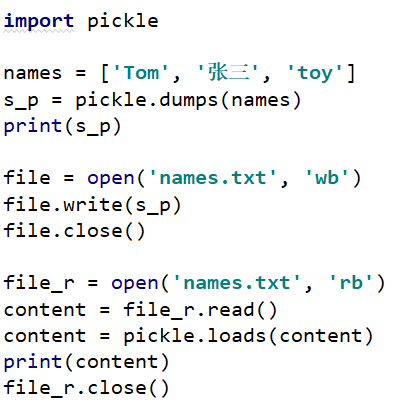 import pickle
names = ['Tom', '张三', 'toy']
s_p = pickle.dumps(names)
print(s_p)
file = open('names.txt', 'wb')
file.write(s_p)
file.close()
file_r = open('names.txt', 'rb')
content = file_r.read()
content = pickle.loads(content)
print(content)
file_r.close()